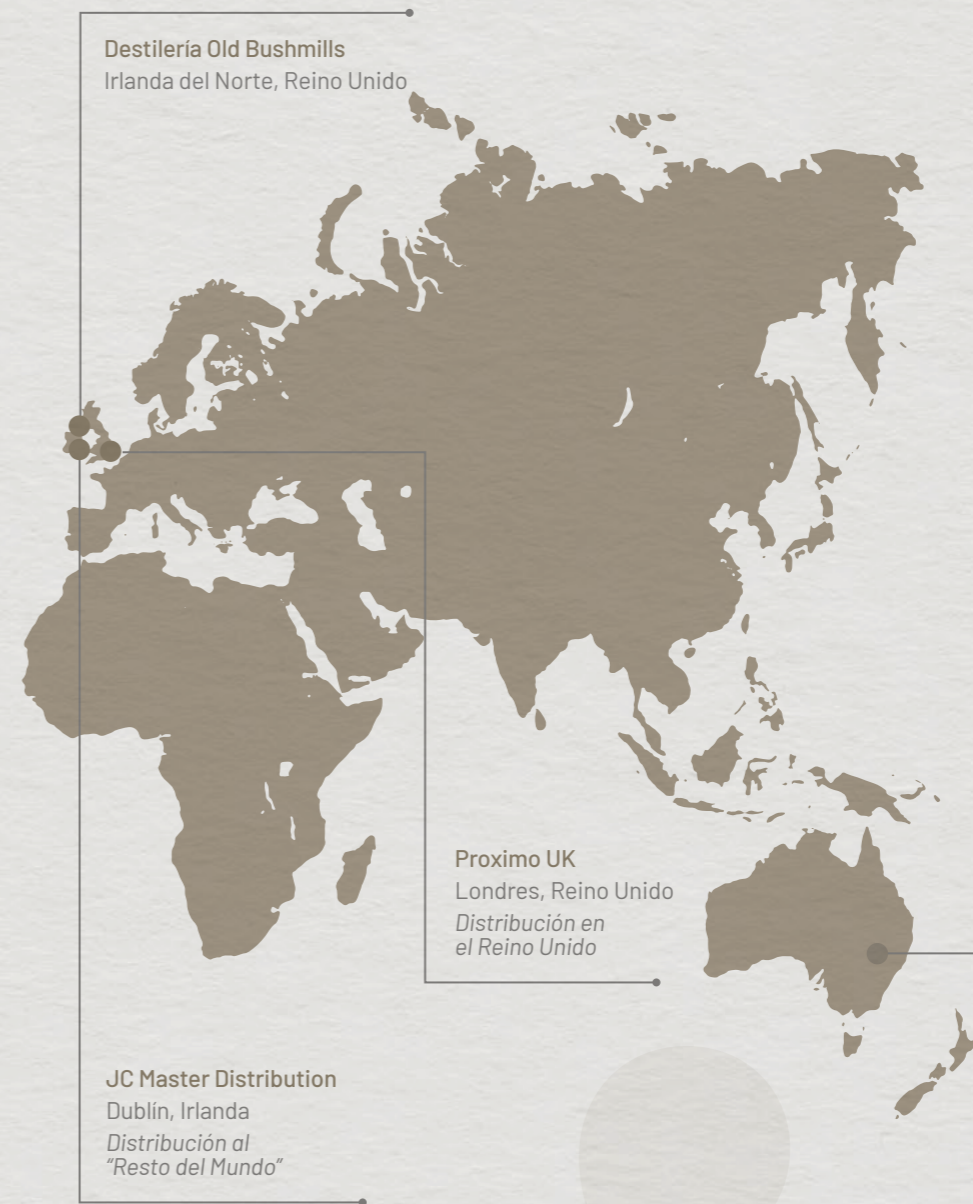 Destilería Old Bushmills
Irlanda del Norte, Reino Unido
Proximo UK
Londres, Reino Unido
Distribución en
el Reino Unido
JC Master Distribution
Dublín, Irlanda
Distribución al
“Resto del Mundo”